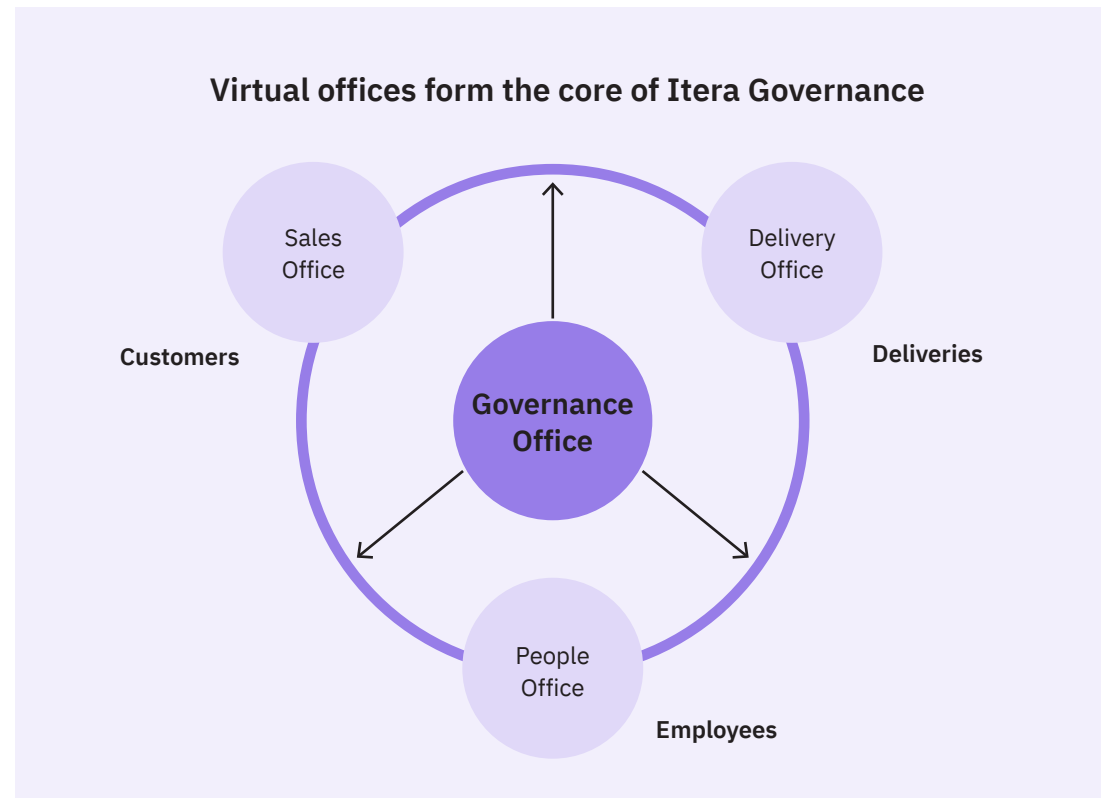 Virtual offices form the core of Itera Governance
Sales
Office
Delivery
Office
Customers
Deliveries
Governance
Office
People
Office
Employees